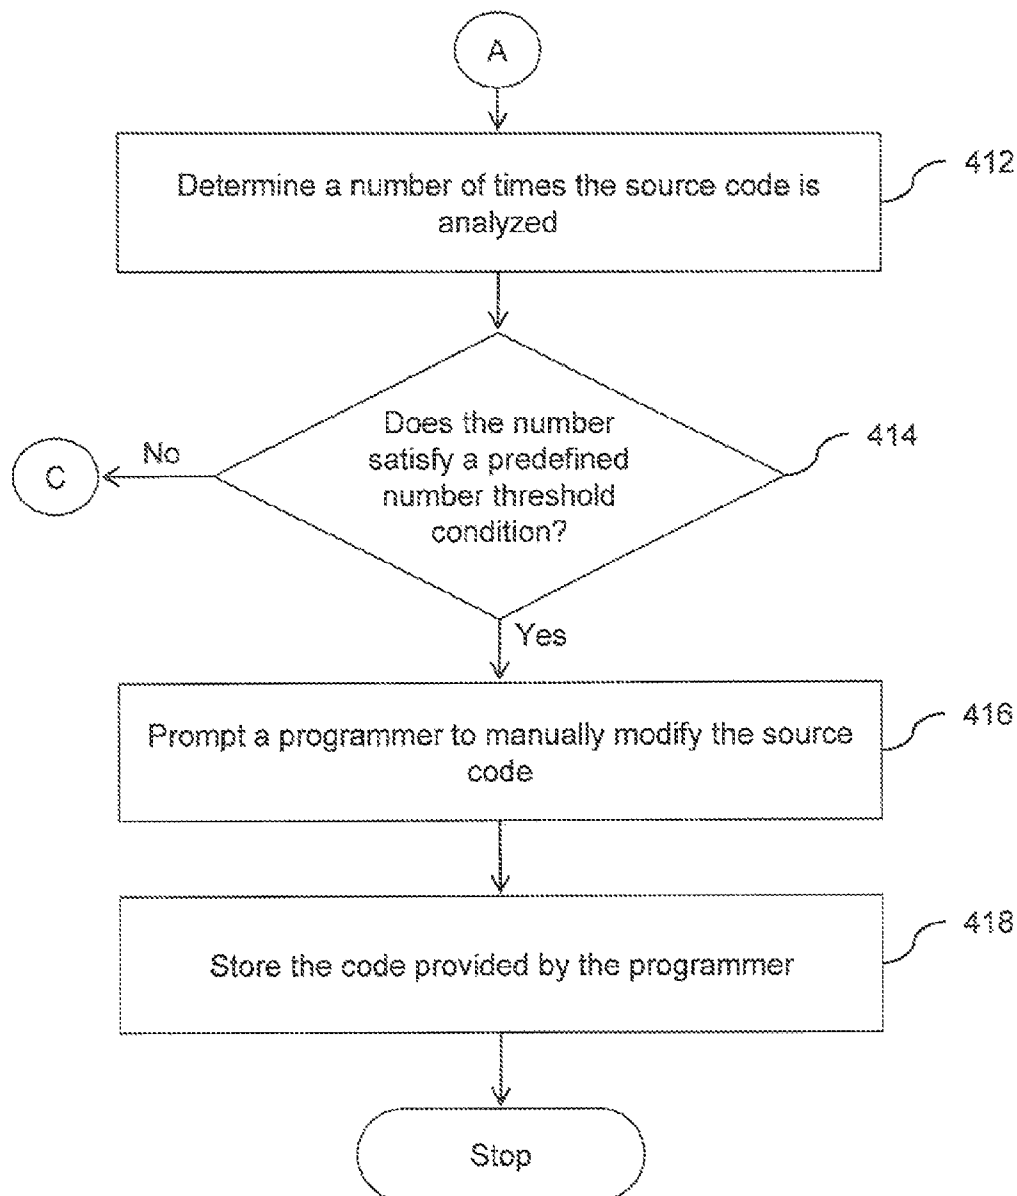 A
412
Determine a number of times the source code is
analyzed
414
Does the number
satisfy a predefined
number threshold
condition?
No
C
Yes
416
Prompt a programmer to manually modify the source
code
418
Store the code provided by the programmer
Stop